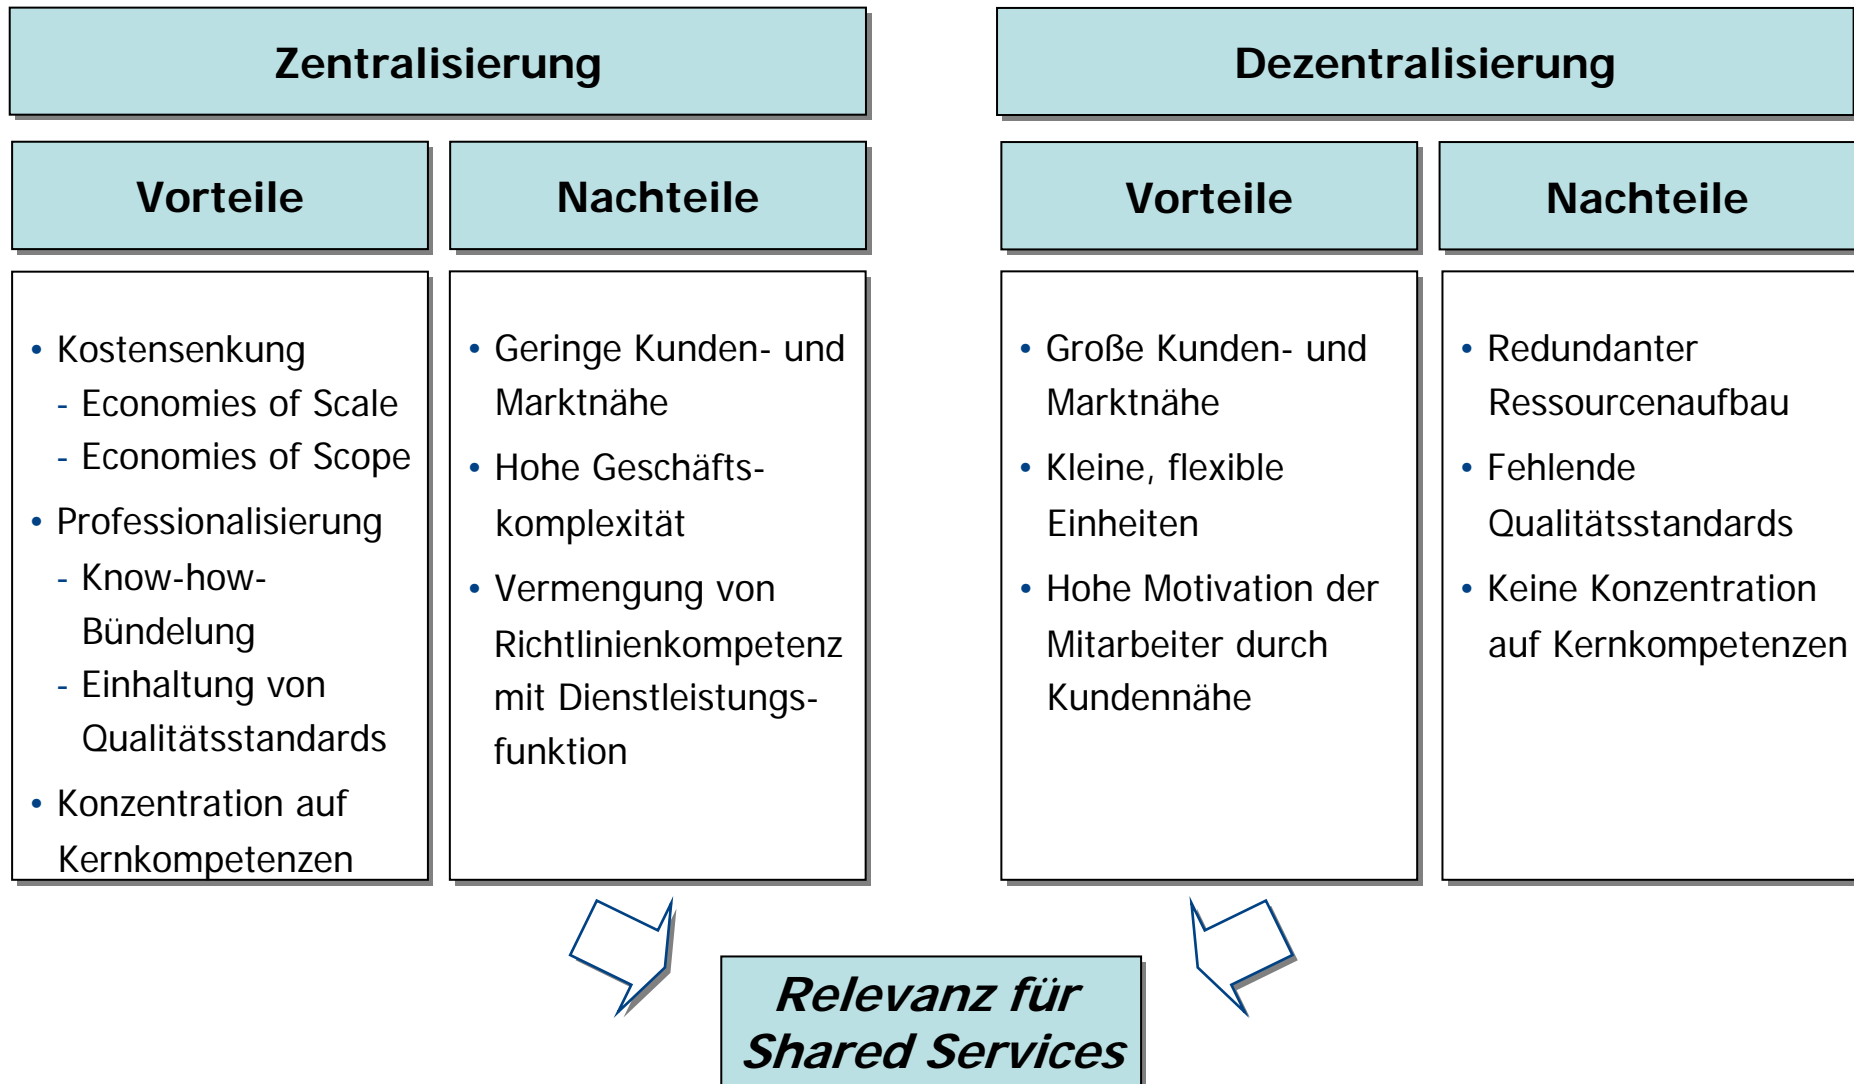 Zentralisierung
Vorteile
• Kostensenkung
- Economies of Scale
- Economies of Scope
• Professionalisierung
- Know-how-
Bündelung
- Einhaltung von
Qualitätsstandards
• Konzentration auf
Kernkompetenzen
Nachteile
• Geringe Kunden- und
Marktnähe
• Hohe Geschäfts-
komplexität
• Vermengung von
Richtlinienkompetenz
mit Dienstleistungs-
funktion
Dezentralisierung
Vorteile
• Große Kunden- und
Marktnähe
• Kleine, flexible
Einheiten
• Hohe Motivation der
Mitarbeiter durch
Kundennähe
Nachteile
• Redundanter
Ressourcenaufbau
• Fehlende
Qualitätsstandards
• Keine Konzentration
auf Kernkompetenzen
Relevanz für
Shared Services